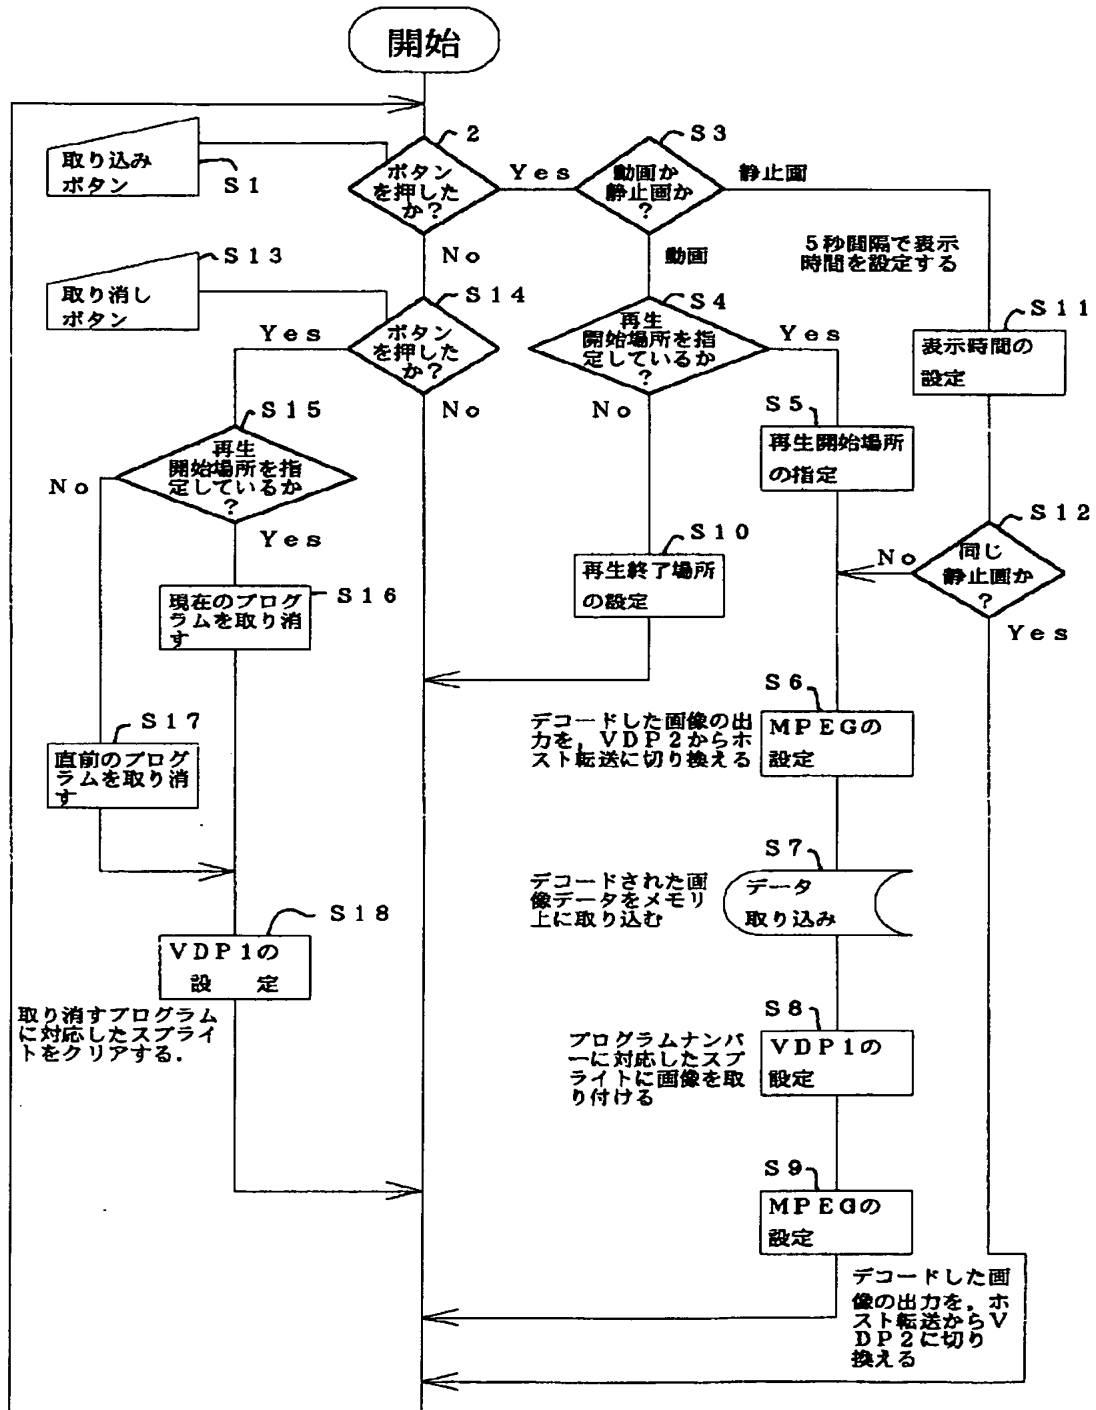 開始
2
S3
取り込み
ボタン
S1
ボタン
を押した
か?
Yes
動画か
静止画か
?
静止画
No
動画
5秒間隔で表示
時間を設定する
S13
取り消し
ボタン
S14
ボタン
を押した
か?
Yes
No
S4
再生
開始場所を指
定しているか
?
Yes
No
S11
表示時間の
設定
S5
再生開始場所
の指定
S15
再生
開始場所を指
定しているか
?
No
Yes
S10
再生終了場所
の設定
S12
同じ
静止画か
?
No
Yes
S16
現在のプログ
ラムを取り消
す
S17
直前のプログ
ラムを取り消
す
S6
デコードした画像の出
力を,VDP2からホ
スト転送に切り換える
MPEGの
設定
S7
デコードされた画
像データをメモリ
上に取り込む
データ
取り込み
S18
VDP1の
設 定
取り消すプログラム
に対応したスプライ
トをクリアする.
S8
プログラムナンバ
ーに対応したスプ
ライトに画像を取
り付ける
VDP1の
設定
S9
MPEGの
設定
デコードした画
像の出力を,ホ
スト転送からV
DP2に切り
換える